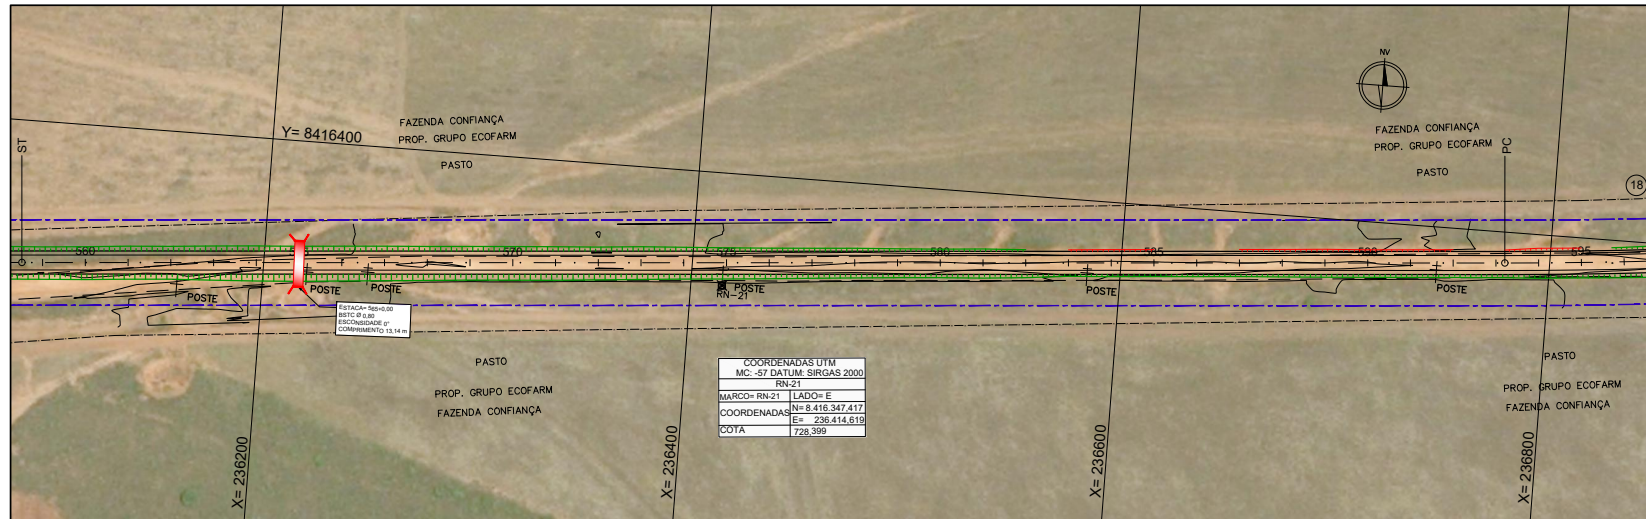 NV
ST
Y= 8416400
FAZENDA CONFIANÇA
PROP. GRUPO ECOFARM
PASTO
FAZENDA CONFIANÇA
PROP. GRUPO ECOFARM
PASTO
PC
18
560
570
575
580
585
590
595
POSTE
POSTE
POSTE
POSTE
RN-21
POSTE
POSTE
ESTACA= 565+0,00
BSTC Ø 0,80
ESCONSIDADE 0°
COMPRIMENTO 13,14 m
PASTO
PROP. GRUPO ECOFARM
FAZENDA CONFIANÇA
COORDENADAS UTM
MC: -57 DATUM: SIRGAS 2000
RN-21
MARCO= RN-21 LADO= E
COORDENADAS N= 8.416.347,417
E= 236.414,619
COTA 728,399
PASTO
PROP. GRUPO ECOFARM
FAZENDA CONFIANÇA
X= 236200
X= 236400
X= 236600
X= 236800